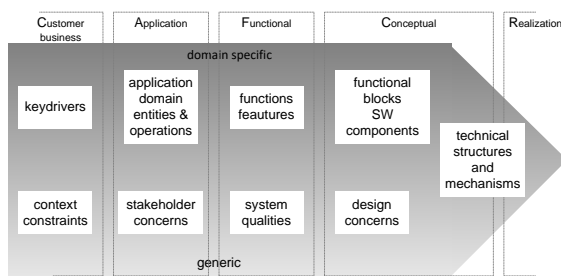 Customer
business
Application
Functional
Conceptual
Realization
domain specific
keydrivers
application
domain
entities &
operations
functions
feautures
functional
blocks
SW
components
technical
structures
and
mechanisms
context
constraints
stakeholder
concerns
system
qualities
design
concerns
generic